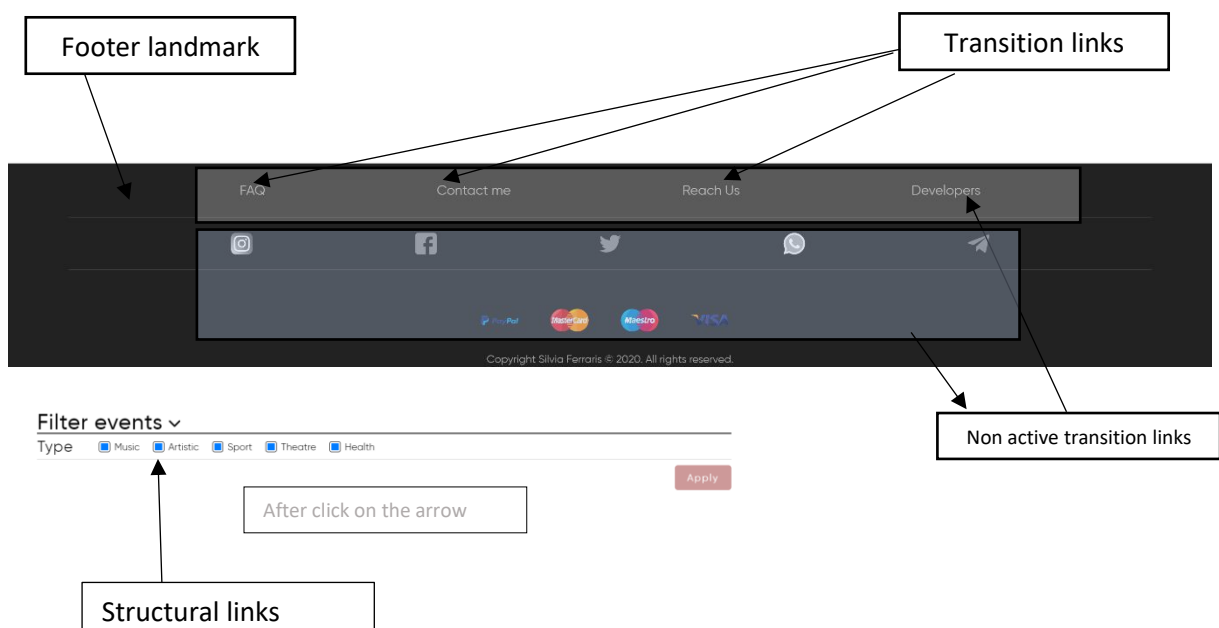 Footer landmark
Transition links
FAQ Contact me Reach Us Developers
PayPal MasterCard Maestro VISA
Copyright Silvia Ferraris © 2020. All rights reserved.
Non active transition links
Filter events
Type Music Artistic Sport Theatre Health
Apply
After click on the arrow
Structural links